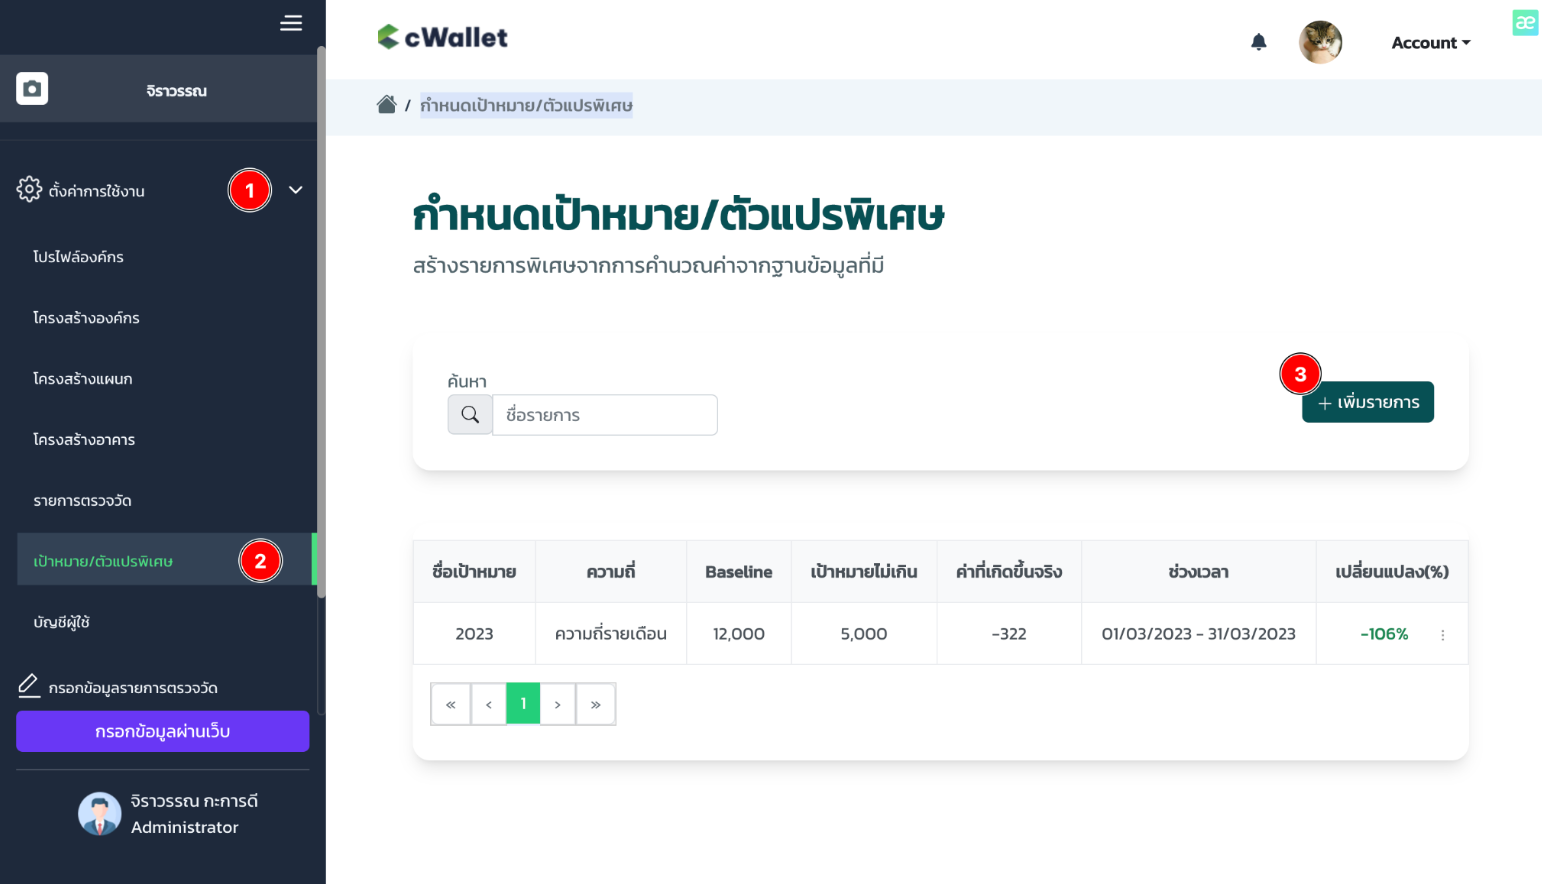 จิราวรรณ
ตั้งค่าการใช้งาน
1
โปรไฟล์องค์กร
โครงสร้างองค์กร
โครงสร้างแผนก
โครงสร้างอาคาร
รายการตรวจวัด
เป้าหมาย/ตัวแปรพิเศษ
2
บัญชีผู้ใช้
กรอกข้อมูลรายการตรวจวัด
กรอกข้อมูลผ่านเว็บ
จิราวรรณ กะการดี
Administrator
cWallet
Account
æ
/ กำหนดเป้าหมาย/ตัวแปรพิเศษ
กำหนดเป้าหมาย/ตัวแปรพิเศษ
สร้างรายการพิเศษจากการคำนวณค่าจากฐานข้อมูลที่มี
ค้นหา
ชื่อรายการ
3
+ เพิ่มรายการ
ชื่อเป้าหมาย ความถี่ Baseline เป้าหมายไม่เกิน ค่าที่เกิดขึ้นจริง ช่วงเวลา เปลี่ยนแปลง(%)
2023 ความถี่รายเดือน 12,000 5,000 -322 01/03/2023 - 31/03/2023 -106%
« ‹ 1 › »